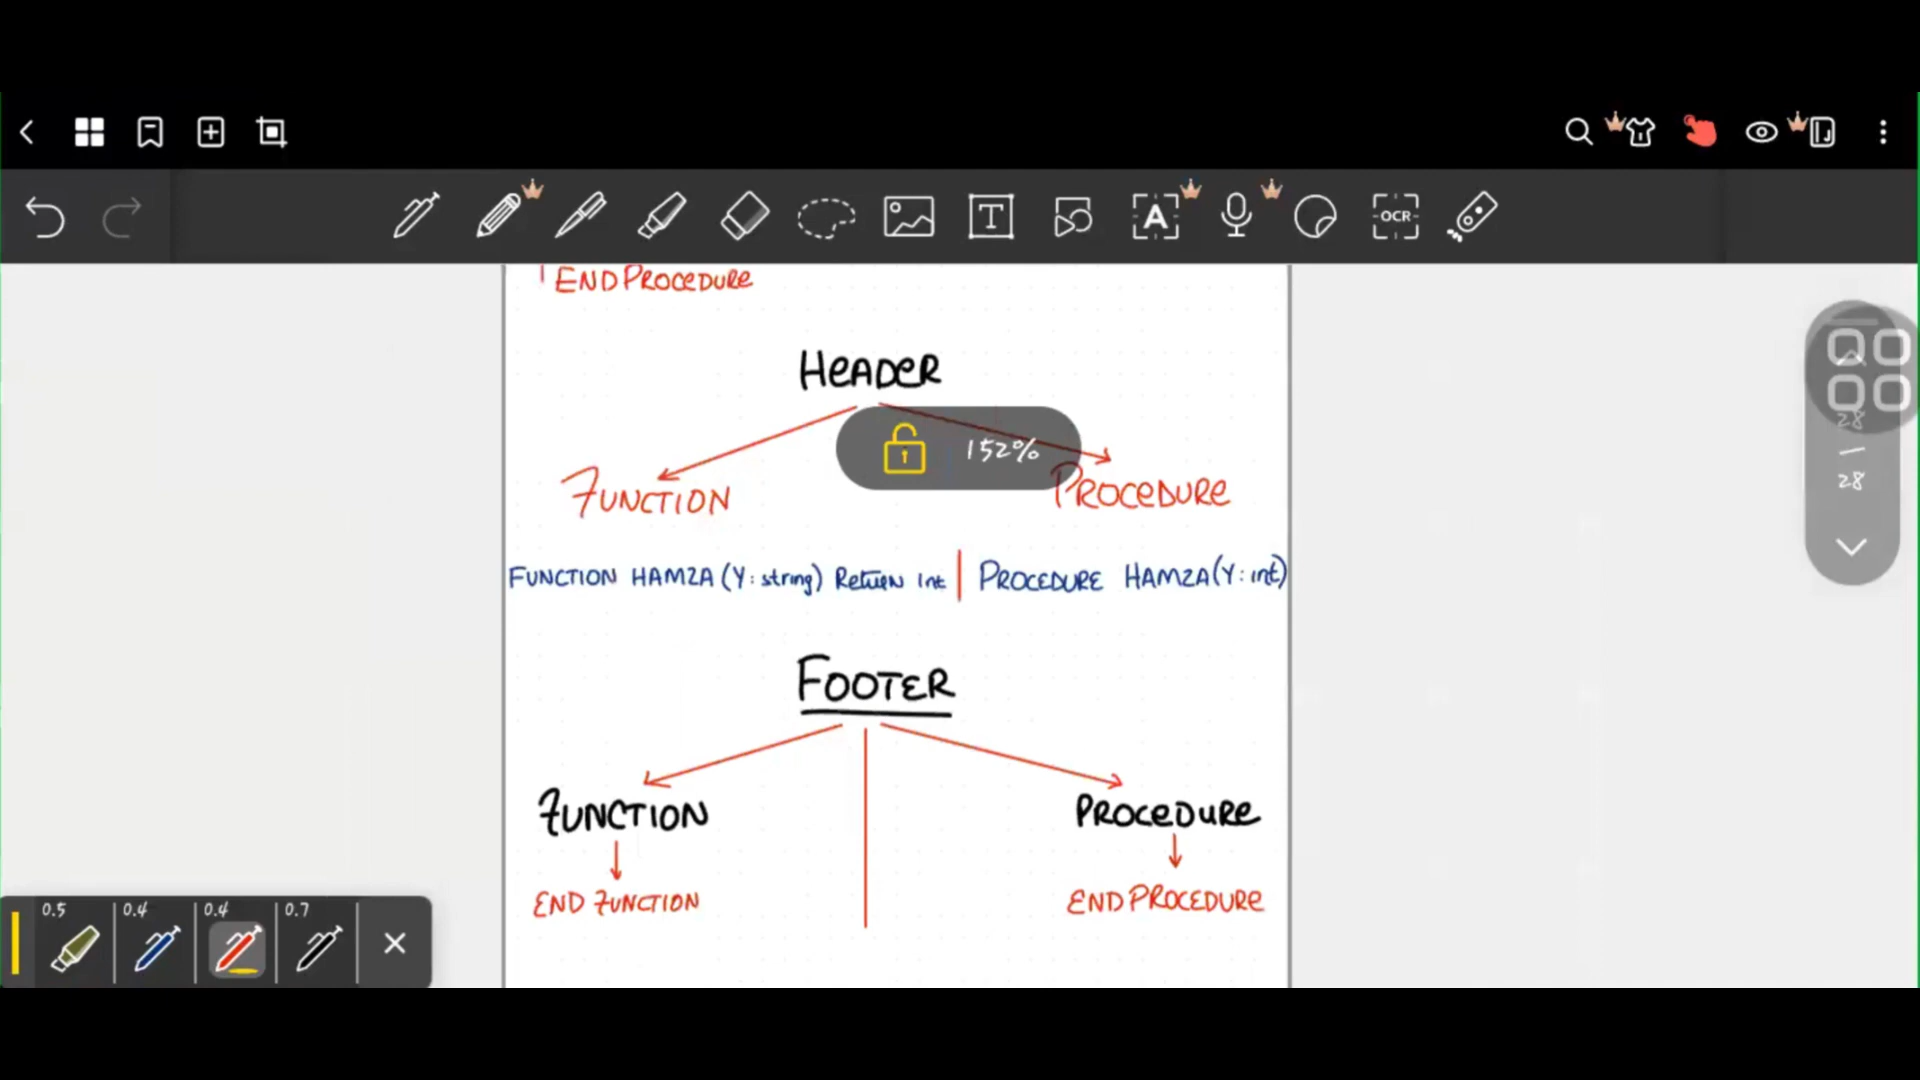 OCR
A
T
END PROCEDURE
HEADER
152%
FUNCTION PROCEDURE
28
28
FUNCTION HAMZA (Y: string) Return Int | PROCEDURE HAMZA (Y: int)
FOOTER
FUNCTION PROCEDURE
END FUNCTION END PROCEDURE
0.5 0.4 0.4 0.7